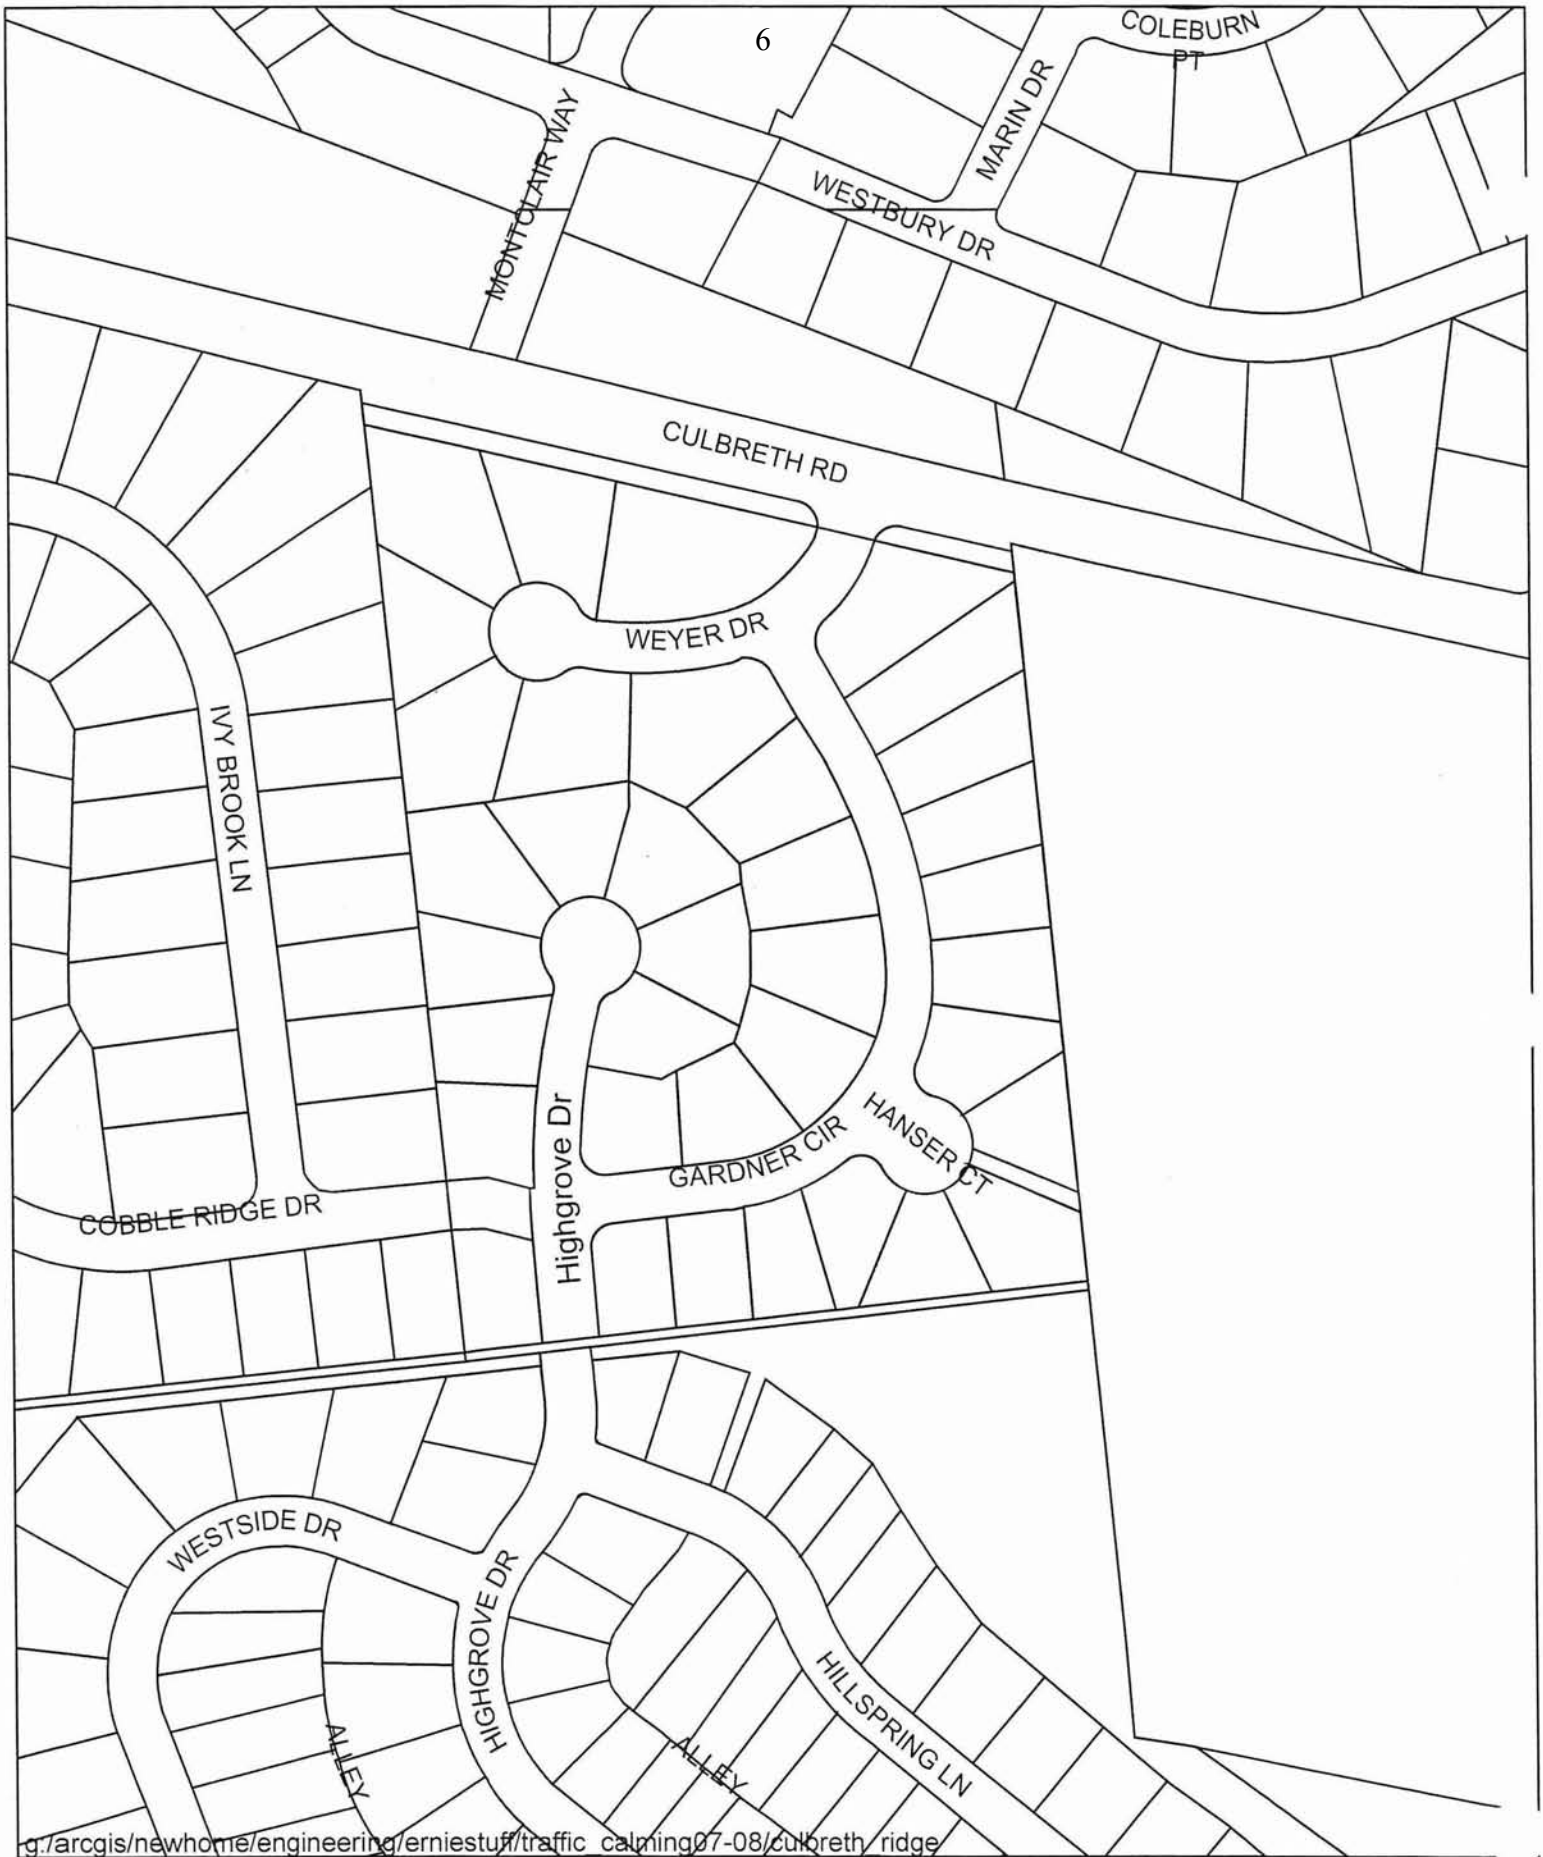 6
COLEBURN
PT
MARIN DR
MONTCLAIR WAY
WESTBURY DR
CULBRETH RD
WEYER DR
IVY BROOK LN
HANSER CT
GARDNER CIR
Highgrove Dr
COBBLE RIDGE DR
WESTSIDE DR
HIGHGROVE DR
HILLSPRING LN
ALLEY
ALLEY
g:/arcgis/newhome/engineering/erniestuff/traffic_calming07-08/culbreth_ridge